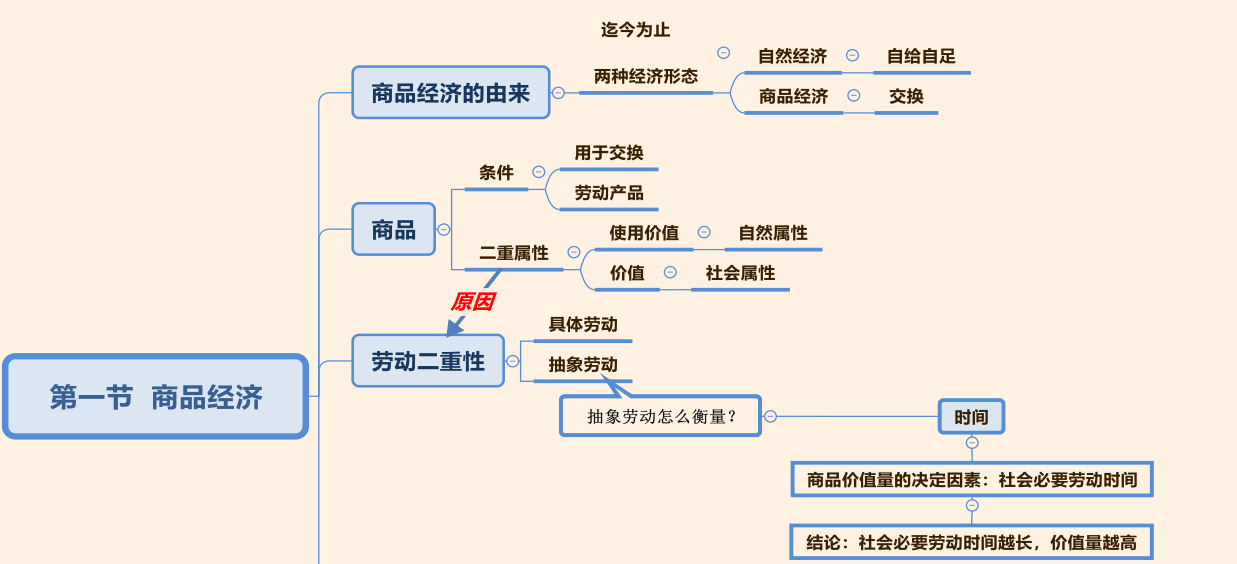 迄今为止
商品经济的由来
两种经济形态
自然经济
自给自足
商品经济
交换
商品
条件
用于交换
劳动产品
二重属性
使用价值
自然属性
价值
社会属性
原因
劳动二重性
具体劳动
抽象劳动
第一节 商品经济
抽象劳动怎么衡量？
时间
商品价值量的决定因素：社会必要劳动时间
结论：社会必要劳动时间越长，价值量越高